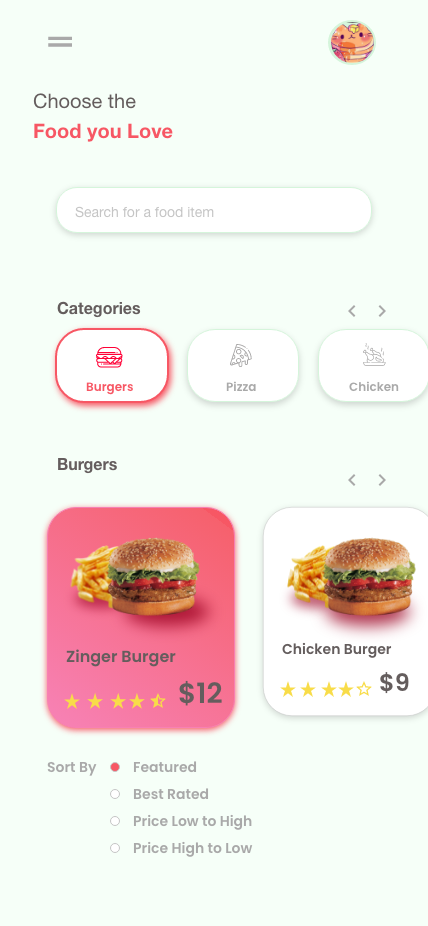 Choose the
Food you Love
Search for a food item
Categories
Burgers
Pizza
Chicken
Burgers
Zinger Burger
$12
Chicken Burger
$9
Sort By
Featured
Best Rated
Price Low to High
Price High to Low